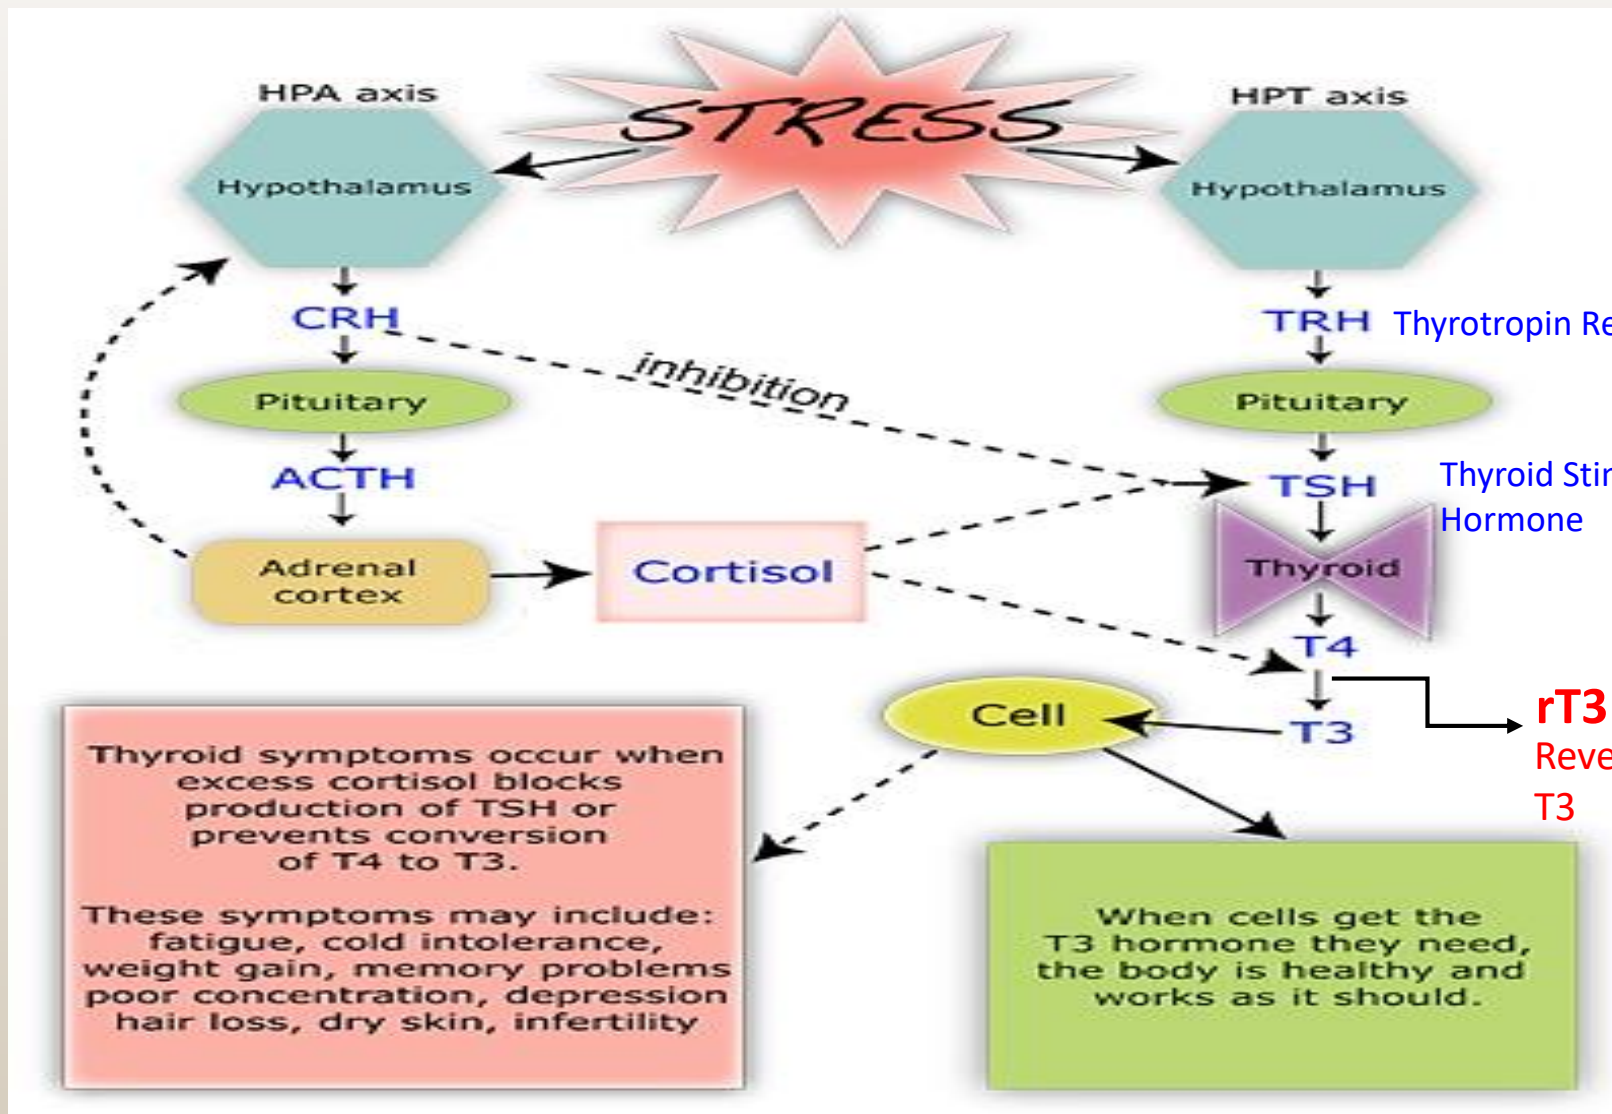 STRESS
HPA axis
Hypothalamus
CRH
Pituitary
ACTH
Adrenal
cortex
Cortisol
inhibition
HPT axis
Hypothalamus
TRH
Thyrotropin
Pituitary
TSH
Thyroid
Hormone
Thyroid
T4
T3
rT3
T3
Cell
Thyroid symptoms occur when
excess cortisol blocks
production of TSH or
prevents conversion
of T4 to T3.
These symptoms may include:
fatigue, cold intolerance,
weight gain, memory problems
poor concentration, depression
hair loss, dry skin, infertility
When cells get the
T3 hormone they need,
the body is healthy and
works as it should.